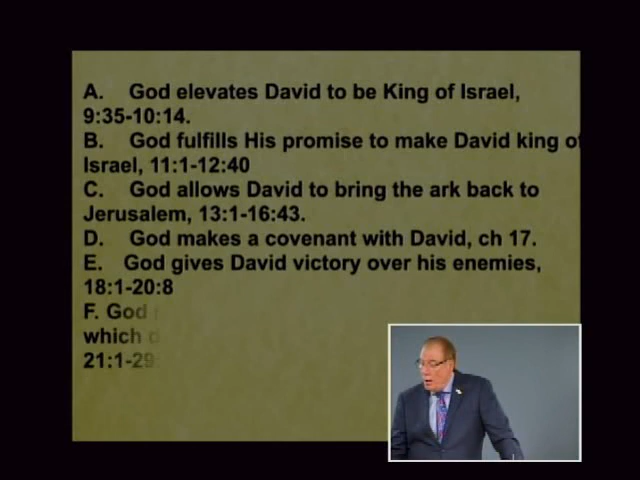 A. God elevates David to be King of Israel,
9:35-10:14.
B. God fulfills His promise to make David king of
Israel, 11:1-12:40
C. God allows David to bring the ark back to
Jerusalem, 13:1-16:43.
D. God makes a covenant with David, ch 17.
E. God gives David victory over his enemies,
18:1-20:8
F. God
which
21:1-29